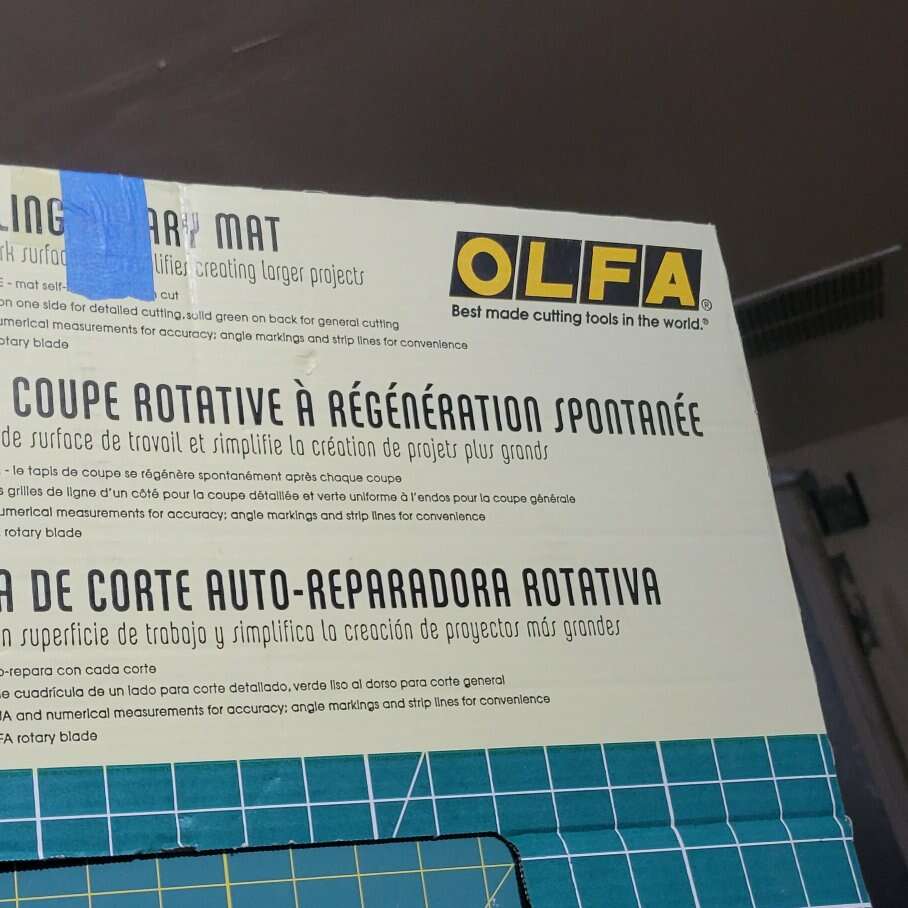 LING ARY MAT
rk surfac lifies creating larger projects
E - mat self- cut
on one side for detailed cutting, solid green on back for general cutting
umerical measurements for accuracy; angle markings and strip lines for convenience
otary blade
OLFA®
Best made cutting tools in the world.®
COUPE ROTATIVE À RÉGÉNÉRATION SPONTANÉE
de surface de travail et simplifie la création de projets plus grands
- le tapis de coupe se régénère spontanément après chaque coupe
s grilles de ligne d'un côté pour la coupe détaillée et verte uniforme à l'endos pour la coupe générale
umerical measurements for accuracy; angle markings and strip lines for convenience
rotary blade
A DE CORTE AUTO-REPARADORA ROTATIVA
n superficie de trabajo y simplifica la creación de proyectos más grandes
o-repara con cada corte
e cuadrícula de un lado para corte detallado, verde liso al dorso para corte general
IA and numerical measurements for accuracy; angle markings and strip lines for convenience
FA rotary blade